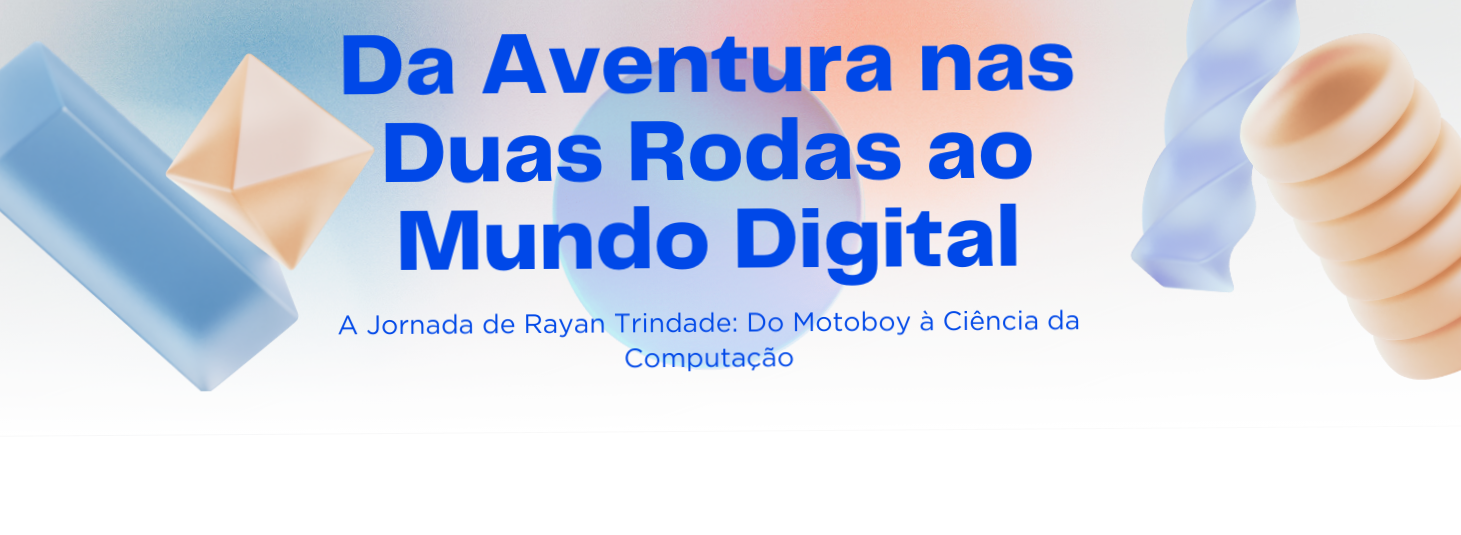 Da Aventura nas
Duas Rodas ao
Mundo Digital
A Jornada de Rayan Trindade: Do Motoboy à Ciência da
Computação